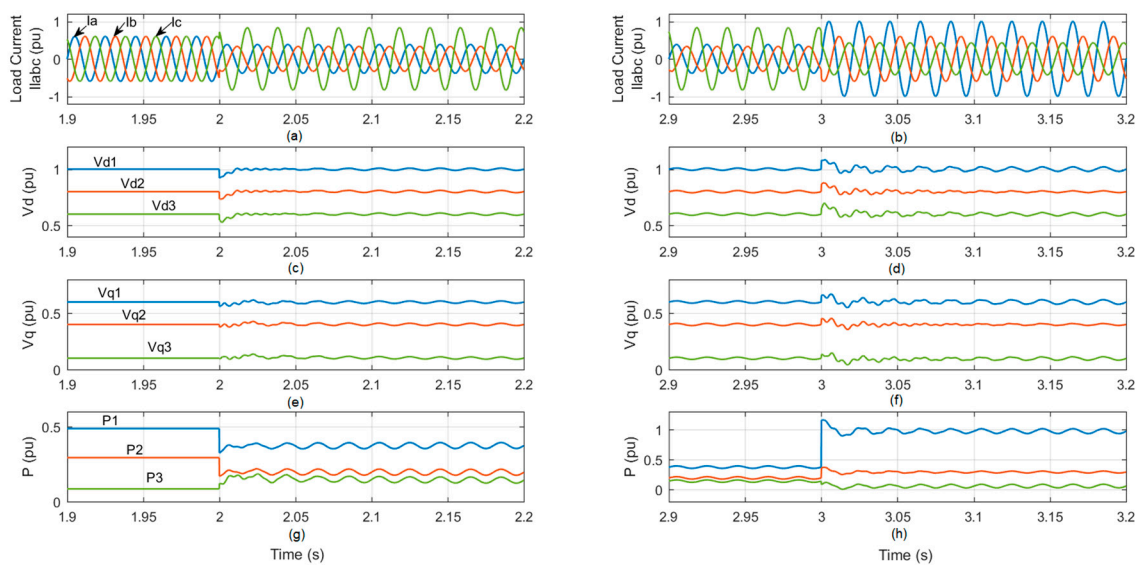 Load Current
Ilabc (pu)
1
0
-1
Ia
Ib
Ic
1.9
1.95
2
2.05
2.1
2.15
2.2
(a)
Load Current
Ilabc (pu)
1
0
-1
2.9
2.95
3
3.05
3.1
3.15
3.2
(b)
Vd (pu)
1
0.5
Vd1
Vd2
Vd3
1.9
1.95
2
2.05
2.1
2.15
2.2
(c)
Vd (pu)
1
0.5
2.9
2.95
3
3.05
3.1
3.15
3.2
(d)
Vq (pu)
0.5
0
Vq1
Vq2
Vq3
1.9
1.95
2
2.05
2.1
2.15
2.2
(e)
Vq (pu)
0.5
0
2.9
2.95
3
3.05
3.1
3.15
3.2
(f)
P (pu)
0.5
0
P1
P2
P3
1.9
1.95
2
2.05
2.1
2.15
2.2
(g)
Time (s)
P (pu)
1
0.5
0
2.9
2.95
3
3.05
3.1
3.15
3.2
(h)
Time (s)